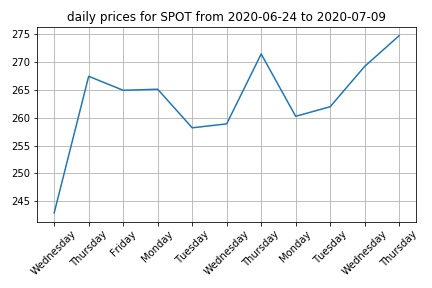 daily prices for SPOT from 2020-06-24 to 2020-07-09
275
270
265
260
255
250
245
Wednesday
Thursday
Friday
Monday
Tuesday
Wednesday
Thursday
Monday
Tuesday
Wednesday
Thursday